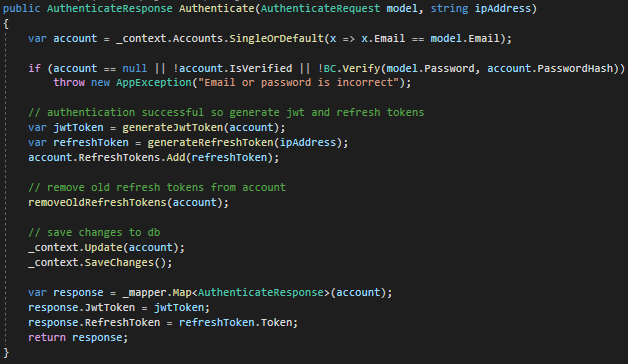 public AuthenticateResponse Authenticate(AuthenticateRequest model, string ipAddress)
{
    var account = _context.Accounts.SingleOrDefault(x => x.Email == model.Email);

    if (account == null || !account.IsVerified || !BC.Verify(model.Password, account.PasswordHash))
        throw new AppException("Email or password is incorrect");

    // authentication successful so generate jwt and refresh tokens
    var jwtToken = generateJwtToken(account);
    var refreshToken = generateRefreshToken(ipAddress);
    account.RefreshTokens.Add(refreshToken);

    // remove old refresh tokens from account
    removeOldRefreshTokens(account);

    // save changes to db
    _context.Update(account);
    _context.SaveChanges();

    var response = _mapper.Map<AuthenticateResponse>(account);
    response.JwtToken = jwtToken;
    response.RefreshToken = refreshToken.Token;
    return response;
}